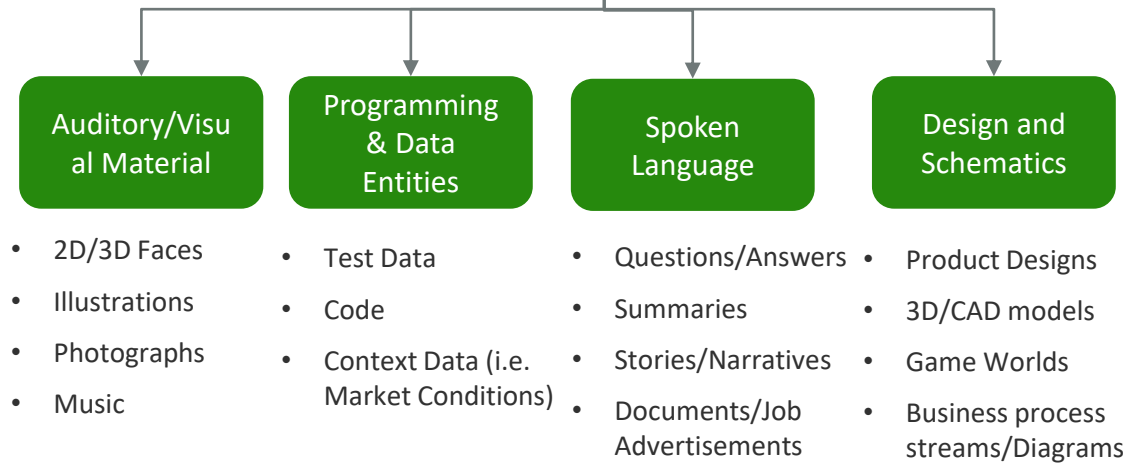 Auditory/Visu
al Material
Programming
& Data
Entities
Spoken
Language
Design and
Schematics
• 2D/3D Faces
• Illustrations
• Photographs
• Music
• Test Data
• Code
• Context Data (i.e.
Market Conditions)
• Questions/Answers
• Summaries
• Stories/Narratives
• Documents/Job
Advertisements
• Product Designs
• 3D/CAD models
• Game Worlds
• Business process
streams/Diagrams